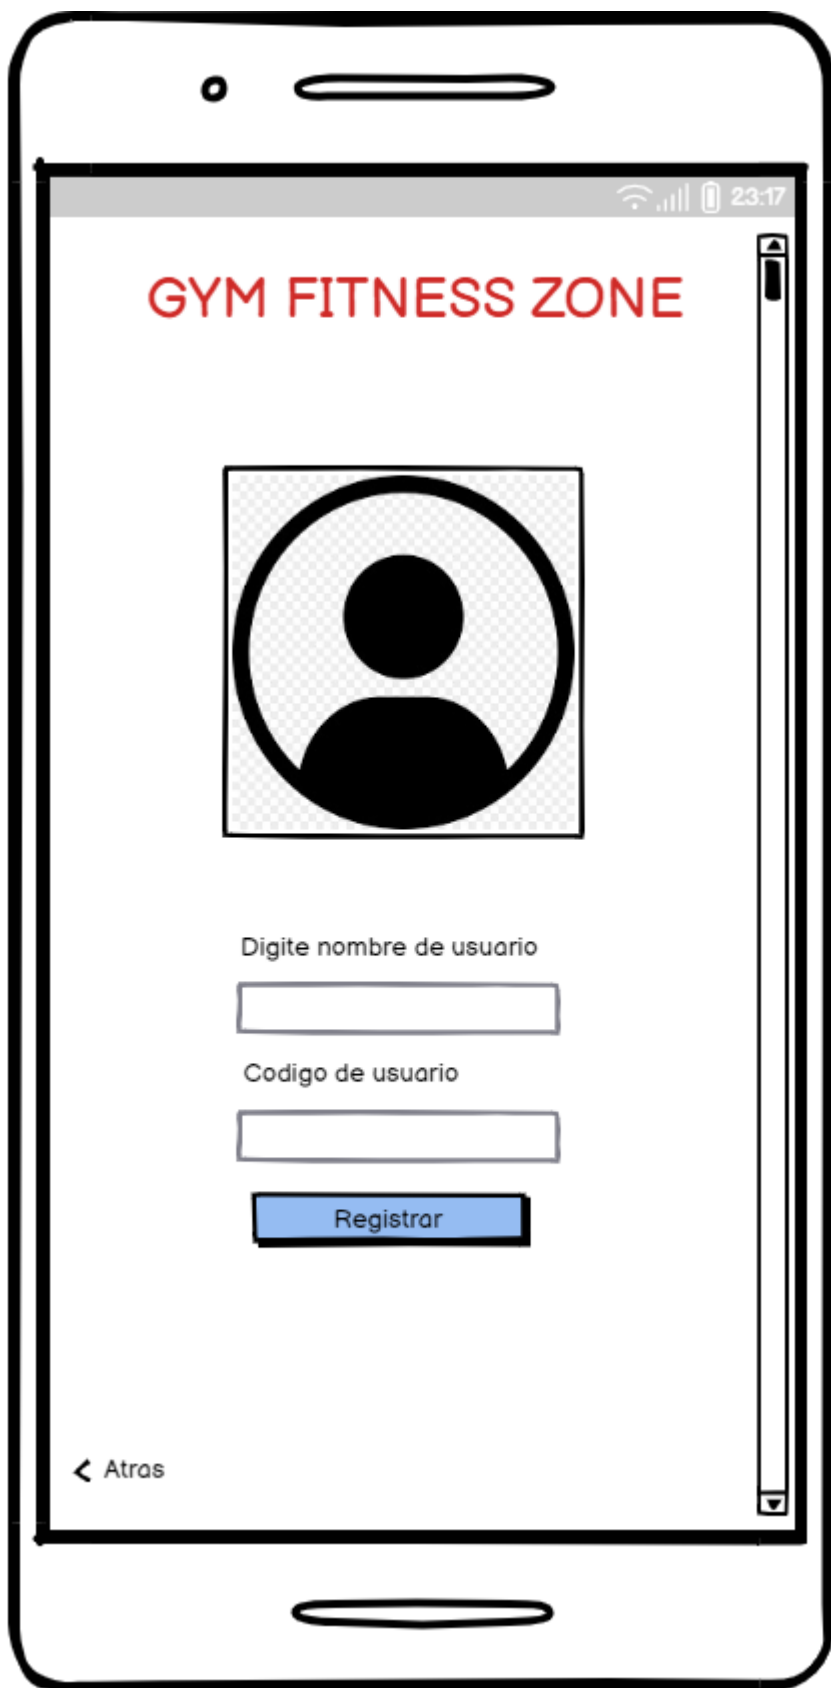 23:17
GYM FITNESS ZONE
Digite nombre de usuario
Codigo de usuario
Registrar
Atras